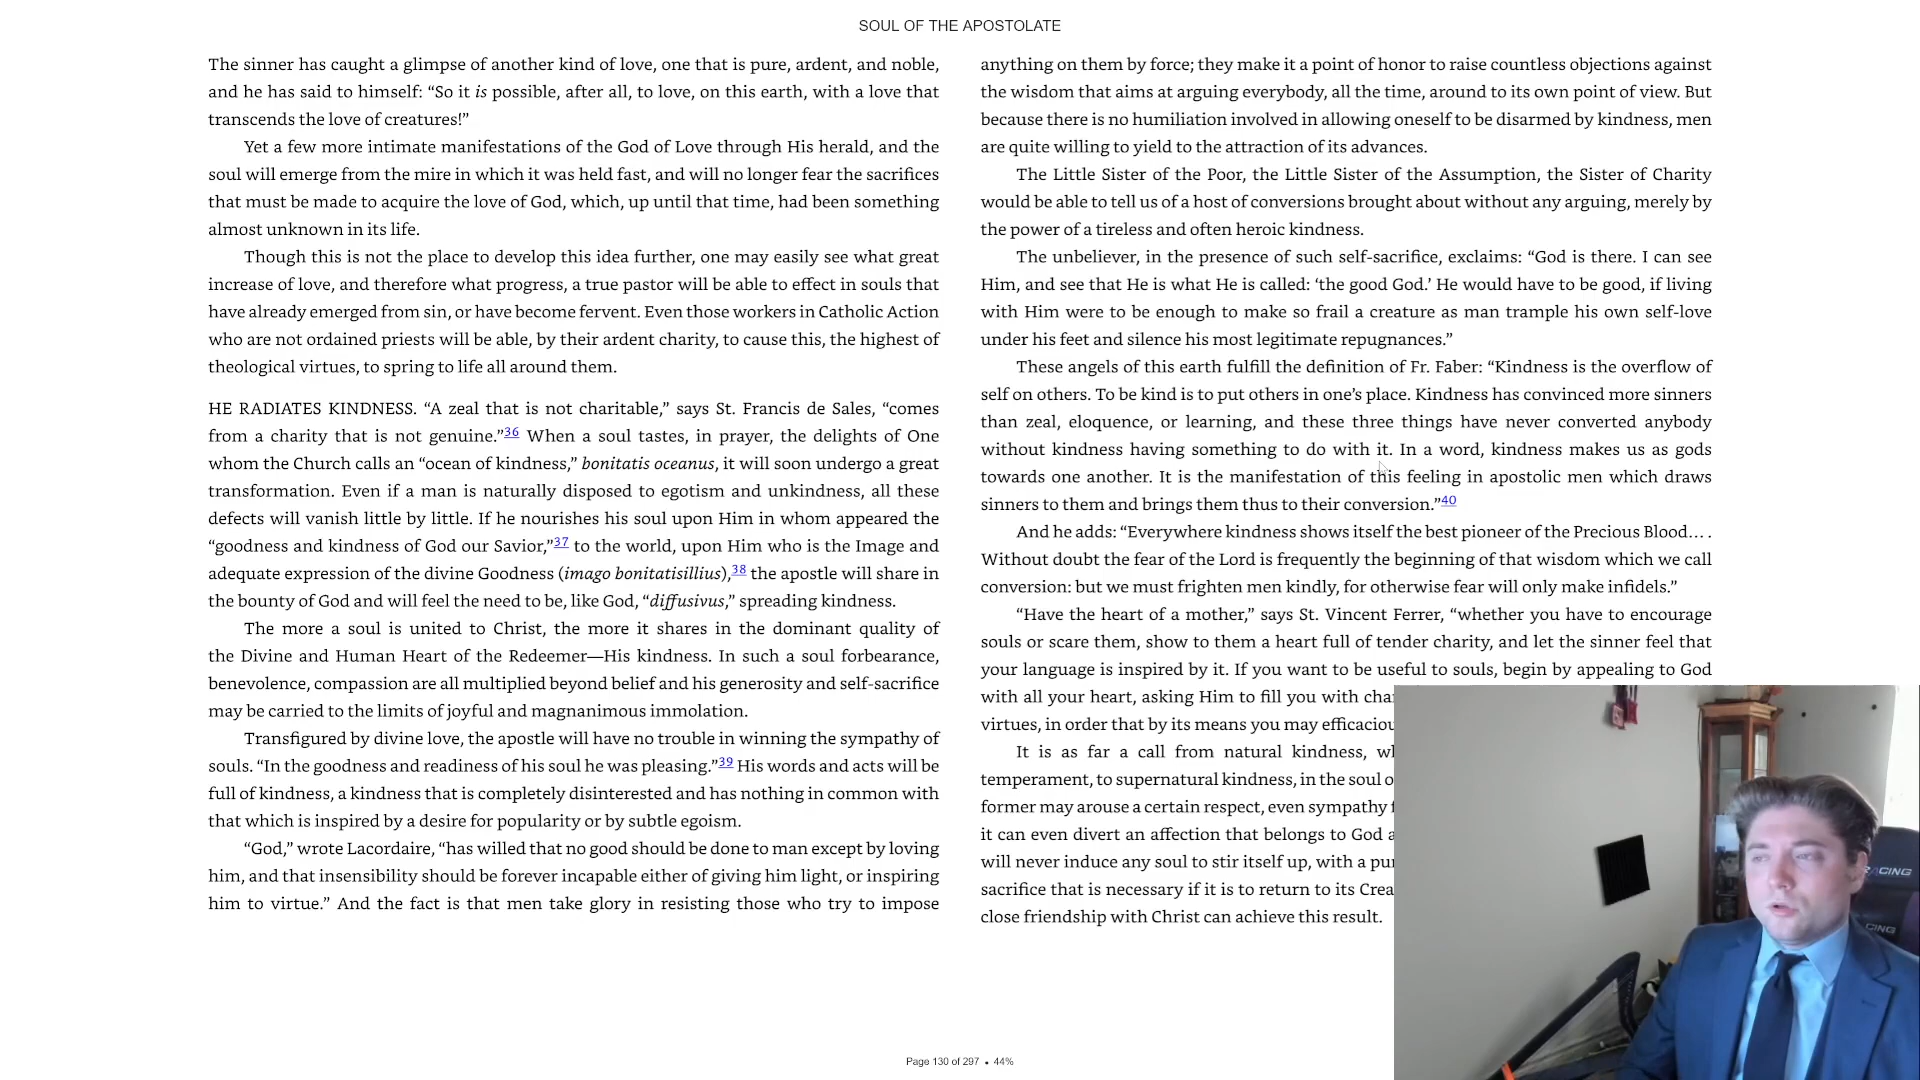 SOUL OF THE APOSTOLATE
The sinner has caught a glimpse of another kind of love, one that is pure, ardent, and noble,
and he has said to himself: “So it is possible, after all, to love, on this earth, with a love that
transcends the love of creatures!”
Yet a few more intimate manifestations of the God of Love through His herald, and the
soul will emerge from the mire in which it was held fast, and will no longer fear the sacrifices
that must be made to acquire the love of God, which, up until that time, had been something
almost unknown in its life.
Though this is not the place to develop this idea further, one may easily see what great
increase of love, and therefore what progress, a true pastor will be able to effect in souls that
have already emerged from sin, or have become fervent. Even those workers in Catholic Action
who are not ordained priests will be able, by their ardent charity, to cause this, the highest of
theological virtues, to spring to life all around them.
HE RADIATES KINDNESS. “A zeal that is not charitable,” says St. Francis de Sales, “comes
from a charity that is not genuine.”36 When a soul tastes, in prayer, the delights of One
whom the Church calls an “ocean of kindness,” bonitatis oceanus, it will soon undergo a great
transformation. Even if a man is naturally disposed to egotism and unkindness, all these
defects will vanish little by little. If he nourishes his soul upon Him in whom appeared the
“goodness and kindness of God our Savior,”37 to the world, upon Him who is the Image and
adequate expression of the divine Goodness (imago bonitatisillius),38 the apostle will share in
the bounty of God and will feel the need to be, like God, “diffusivus,” spreading kindness.
The more a soul is united to Christ, the more it shares in the dominant quality of
the Divine and Human Heart of the Redeemer—His kindness. In such a soul forbearance,
benevolence, compassion are all multiplied beyond belief and his generosity and self-sacrifice
may be carried to the limits of joyful and magnanimous immolation.
Transfigured by divine love, the apostle will have no trouble in winning the sympathy of
souls. “In the goodness and readiness of his soul he was pleasing.”39 His words and acts will be
full of kindness, a kindness that is completely disinterested and has nothing in common with
that which is inspired by a desire for popularity or by subtle egoism.
“God,” wrote Lacordaire, “has willed that no good should be done to man except by loving
him, and that insensibility should be forever incapable either of giving him light, or inspiring
him to virtue.” And the fact is that men take glory in resisting those who try to impose
anything on them by force; they make it a point of honor to raise countless objections against
the wisdom that aims at arguing everybody, all the time, around to its own point of view. But
because there is no humiliation involved in allowing oneself to be disarmed by kindness, men
are quite willing to yield to the attraction of its advances.
The Little Sister of the Poor, the Little Sister of the Assumption, the Sister of Charity
would be able to tell us of a host of conversions brought about without any arguing, merely by
the power of a tireless and often heroic kindness.
The unbeliever, in the presence of such self-sacrifice, exclaims: “God is there. I can see
Him, and see that He is what He is called: ‘the good God.’ He would have to be good, if living
with Him were to be enough to make so frail a creature as man trample his own self-love
under his feet and silence his most legitimate repugnances.”
These angels of this earth fulfill the definition of Fr. Faber: “Kindness is the overflow of
self on others. To be kind is to put others in one’s place. Kindness has convinced more sinners
than zeal, eloquence, or learning, and these three things have never converted anybody
without kindness having something to do with it. In a word, kindness makes us as gods
towards one another. It is the manifestation of this feeling in apostolic men which draws
sinners to them and brings them thus to their conversion.”40
And he adds: “Everywhere kindness shows itself the best pioneer of the Precious Blood… .
Without doubt the fear of the Lord is frequently the beginning of that wisdom which we call
conversion: but we must frighten men kindly, for otherwise fear will only make infidels.”
“Have the heart of a mother,” says St. Vincent Ferrer, “whether you have to encourage
souls or scare them, show to them a heart full of tender charity, and let the sinner feel that
your language is inspired by it. If you want to be useful to souls, begin by appealing to God
with all your heart, asking Him to fill you with
virtues, in order that by its means you may
It is as far a call from natural kindness,
temperament, to supernatural kindness, in the soul
former may arouse a certain respect, even sympathy
it can even divert an affection that belongs to God
will never induce any soul to stir itself up, with a
sacrifice that is necessary if it is to return to its
close friendship with Christ can achieve this result.
Page 130 of 297 • 44%
RACING
CING